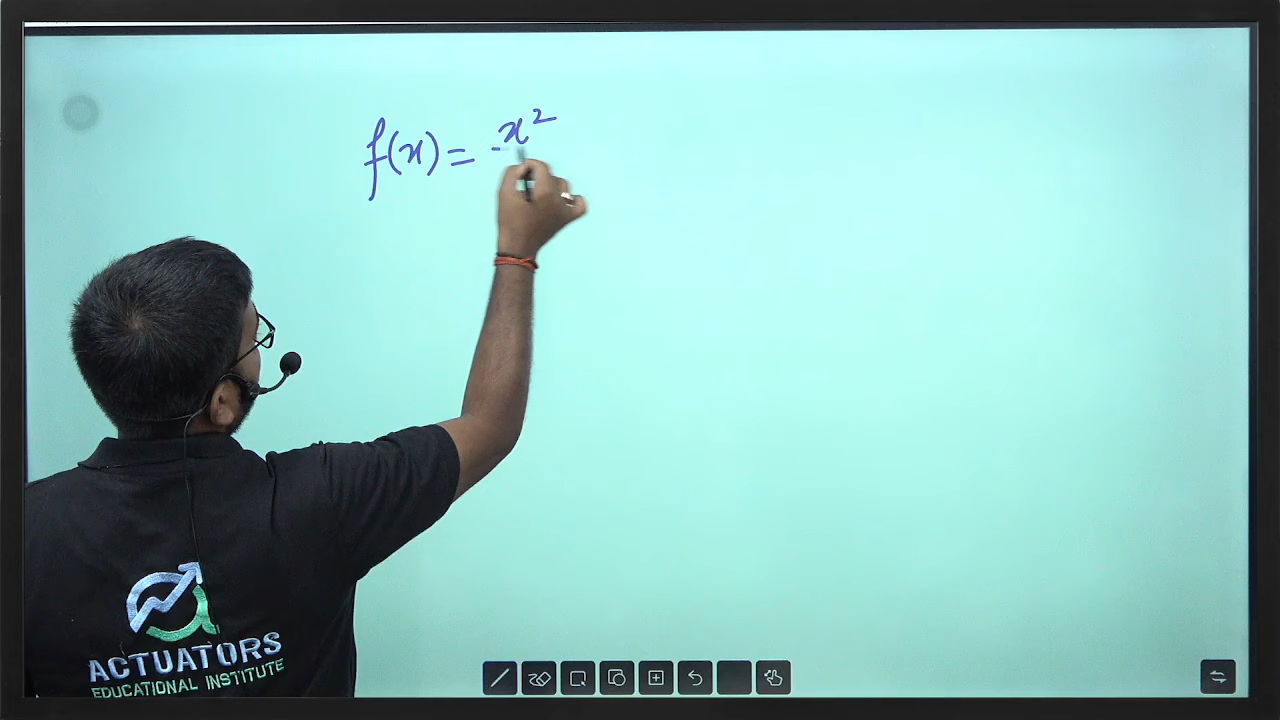 f(x) = x²
ACTUATORS
EDUCATIONAL INSTITUTE